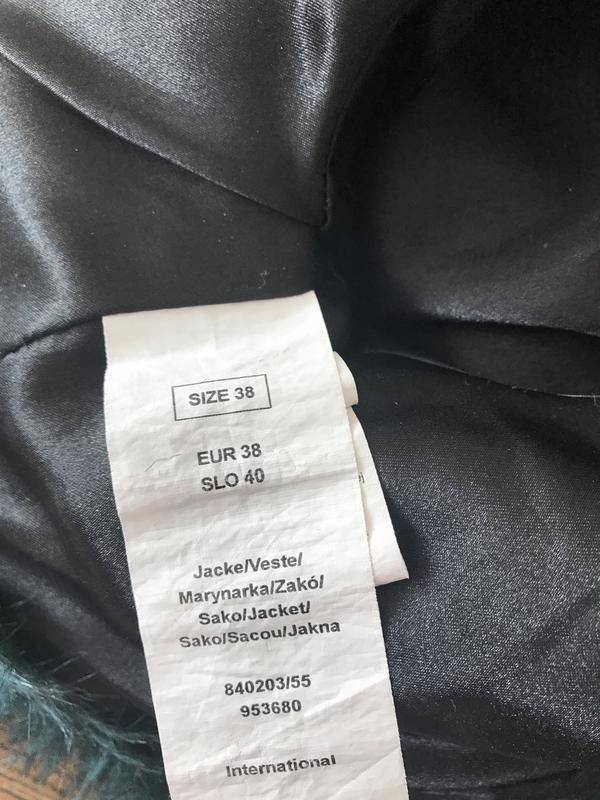 SIZE 38
EUR 38
SLO 40
Jacke/Veste/
Marynarka/Zakó/
Sako/Jacket/
Sako/Sacou/Jakna
840203/55
953680
International